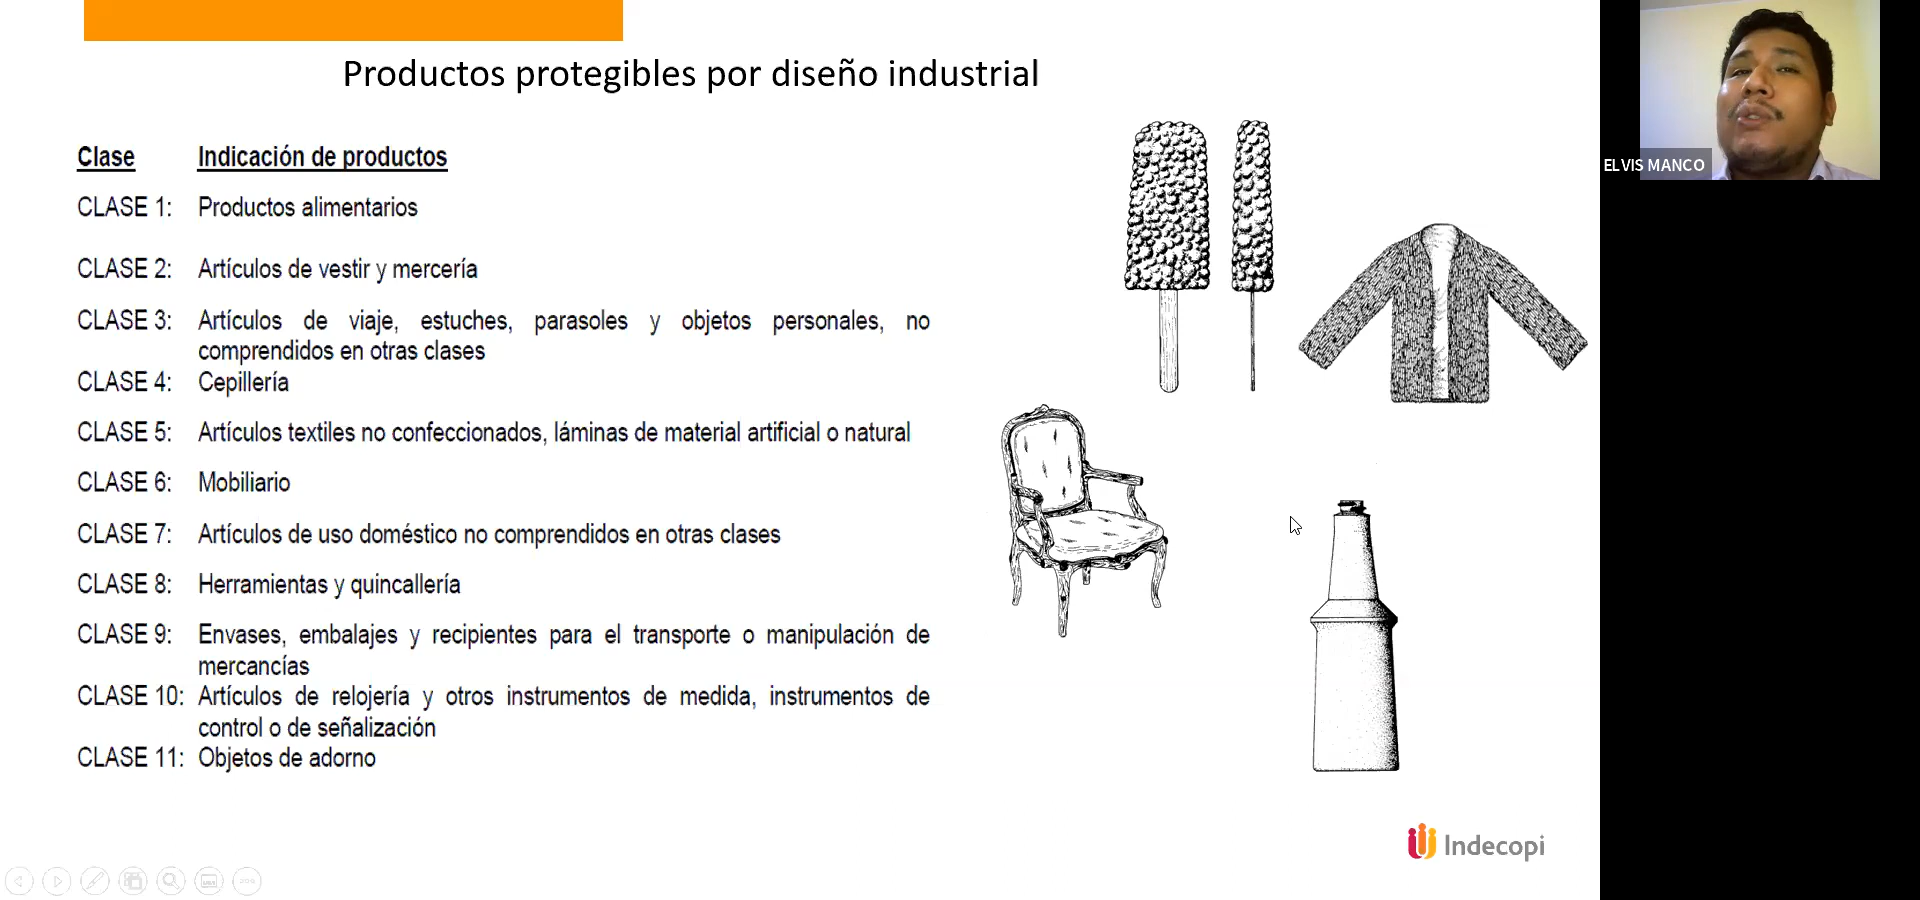 Productos protegibles por diseño industrial
Clase Indicación de productos
CLASE 1: Productos alimentarios
CLASE 2: Artículos de vestir y mercería
CLASE 3: Artículos de viaje, estuches, parasoles y objetos personales, no
comprendidos en otras clases
CLASE 4: Cepillería
CLASE 5: Artículos textiles no confeccionados, láminas de material artificial o natural
CLASE 6: Mobiliario
CLASE 7: Artículos de uso doméstico no comprendidos en otras clases
CLASE 8: Herramientas y quincallería
CLASE 9: Envases, embalajes y recipientes para el transporte o manipulación de
mercancías
CLASE 10: Artículos de relojería y otros instrumentos de medida, instrumentos de
control o de señalización
CLASE 11: Objetos de adorno
Indecopi
ELVIS MANCO